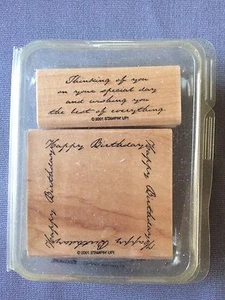 Thinking of you
on your special day
and wishing you
the best of everything
©2001 STAMPIN' UP!
Happy Birthday
Happy Birthday
Happy Birthday
Happy Birthday
©2001 STAMPIN' UP!